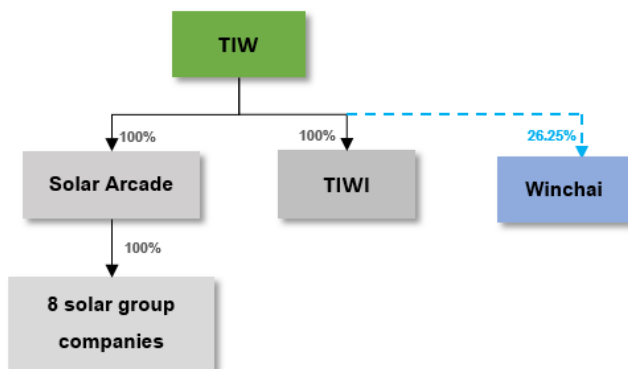 TIW
100%
100%
26.25%
Solar Arcade
TIWI
Winchai
100%
8 solar group
companies